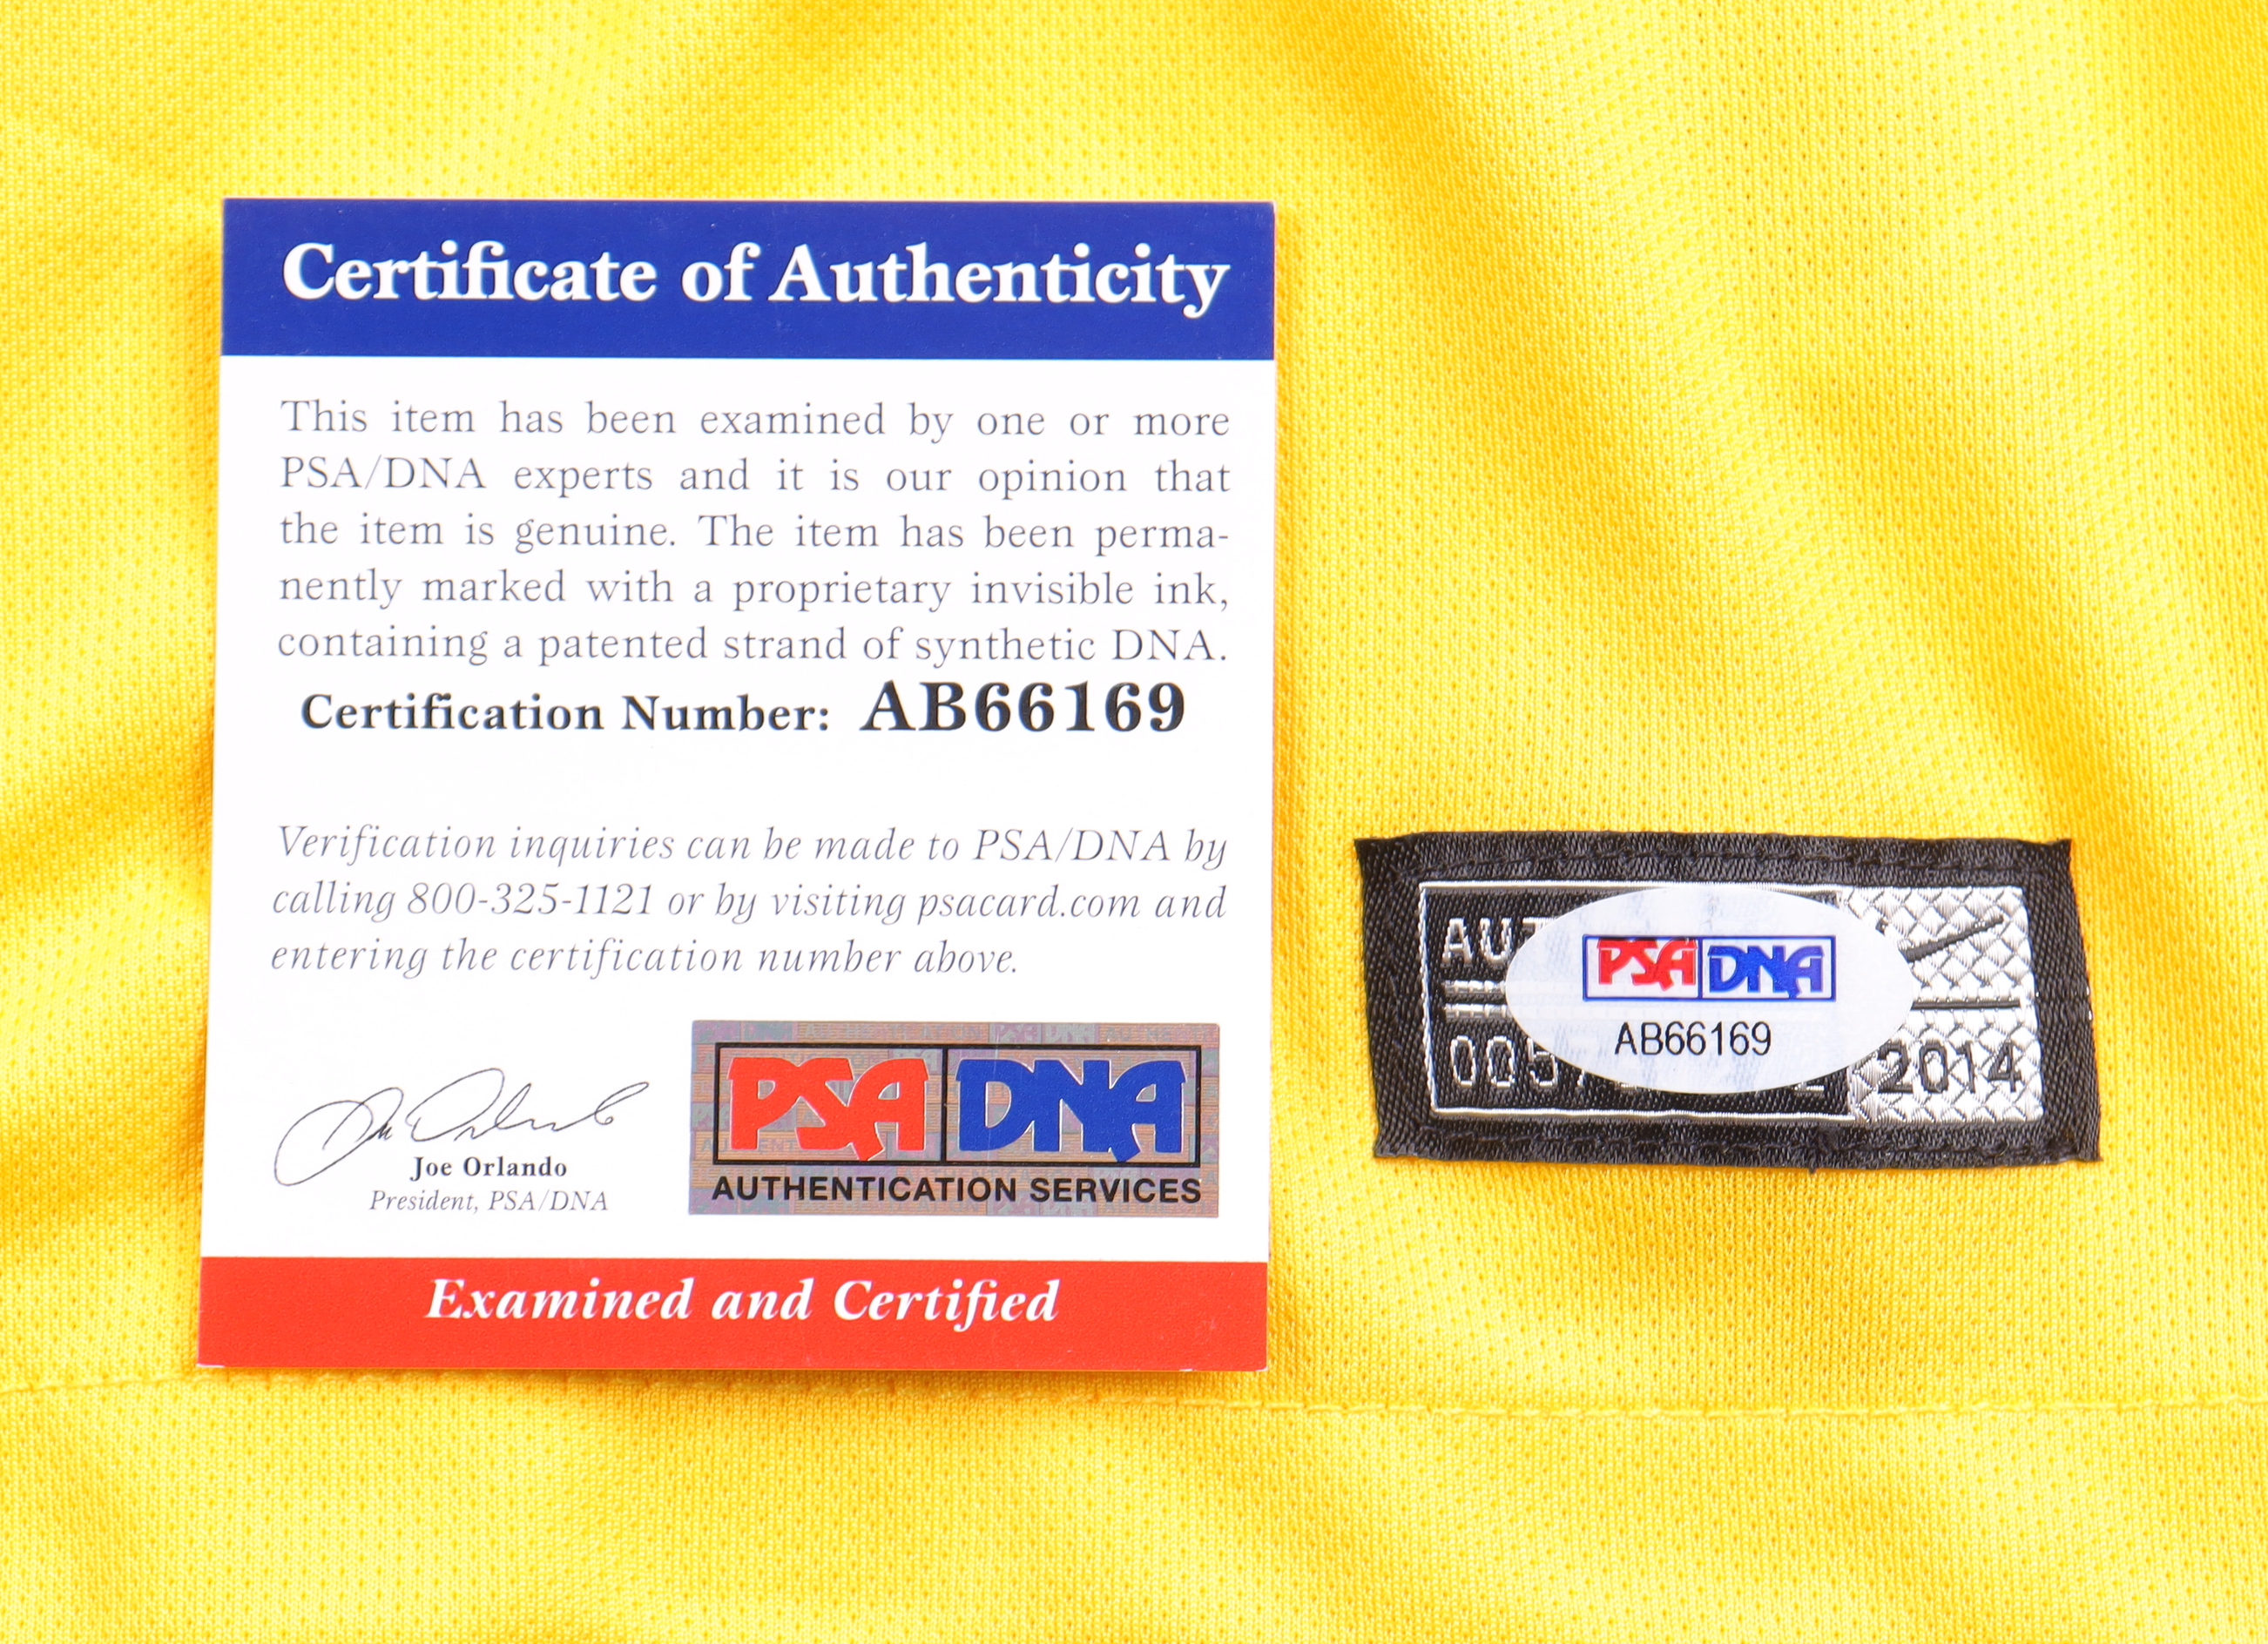 Certificate of Authenticity
This item has been examined by one or more
PSA/DNA experts and it is our opinion that
the item is genuine. The item has been perma-
nently marked with a proprietary invisible ink,
containing a patented strand of synthetic DNA.
Certification Number: AB66169
Verification inquiries can be made to PSA/DNA by
calling 800-325-1121 or by visiting psacard.com and
entering the certification number above.
Joe Orlando
President, PSA/DNA
PSA DNA
AUTHENTICATION SERVICES
Examined and Certified
PSA DNA
AB66169
2014